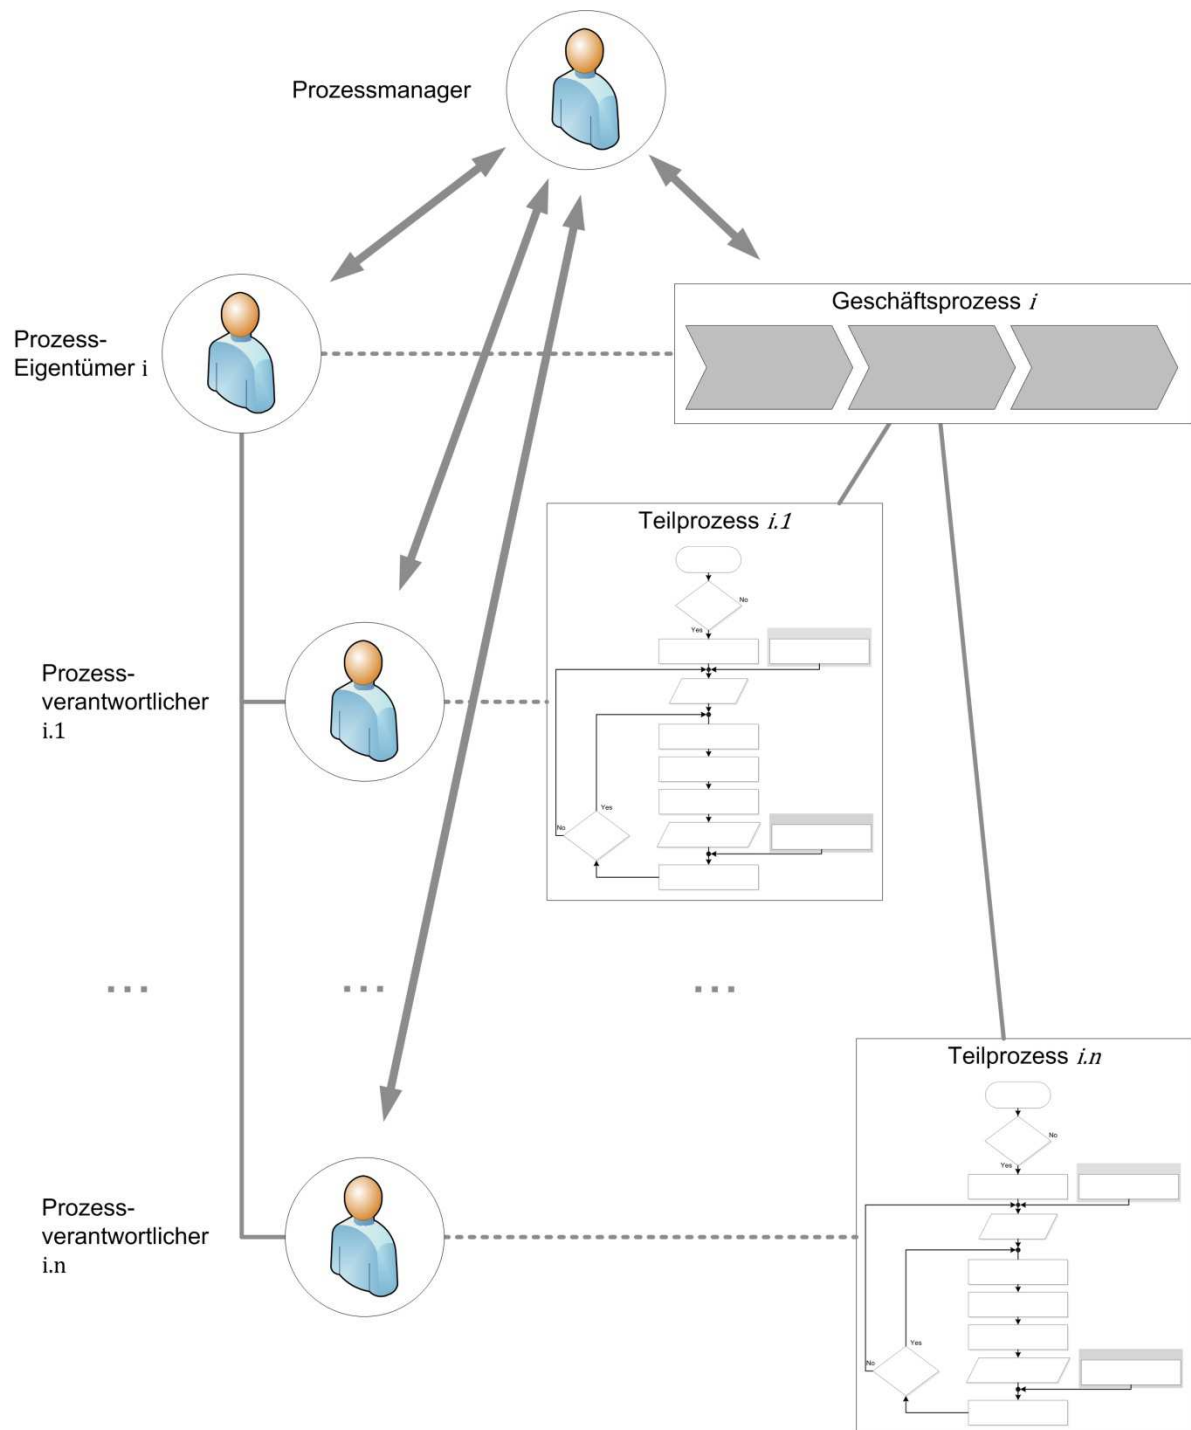 Prozessmanager
Geschäftsprozess i
Prozess-
Eigentümer i
Teilprozess i.1
No
Yes
Prozess-
verantwortlicher
i.1
Yes
No
... ... ...
Teilprozess i.n
No
Yes
Prozess-
verantwortlicher
i.n
Yes
No